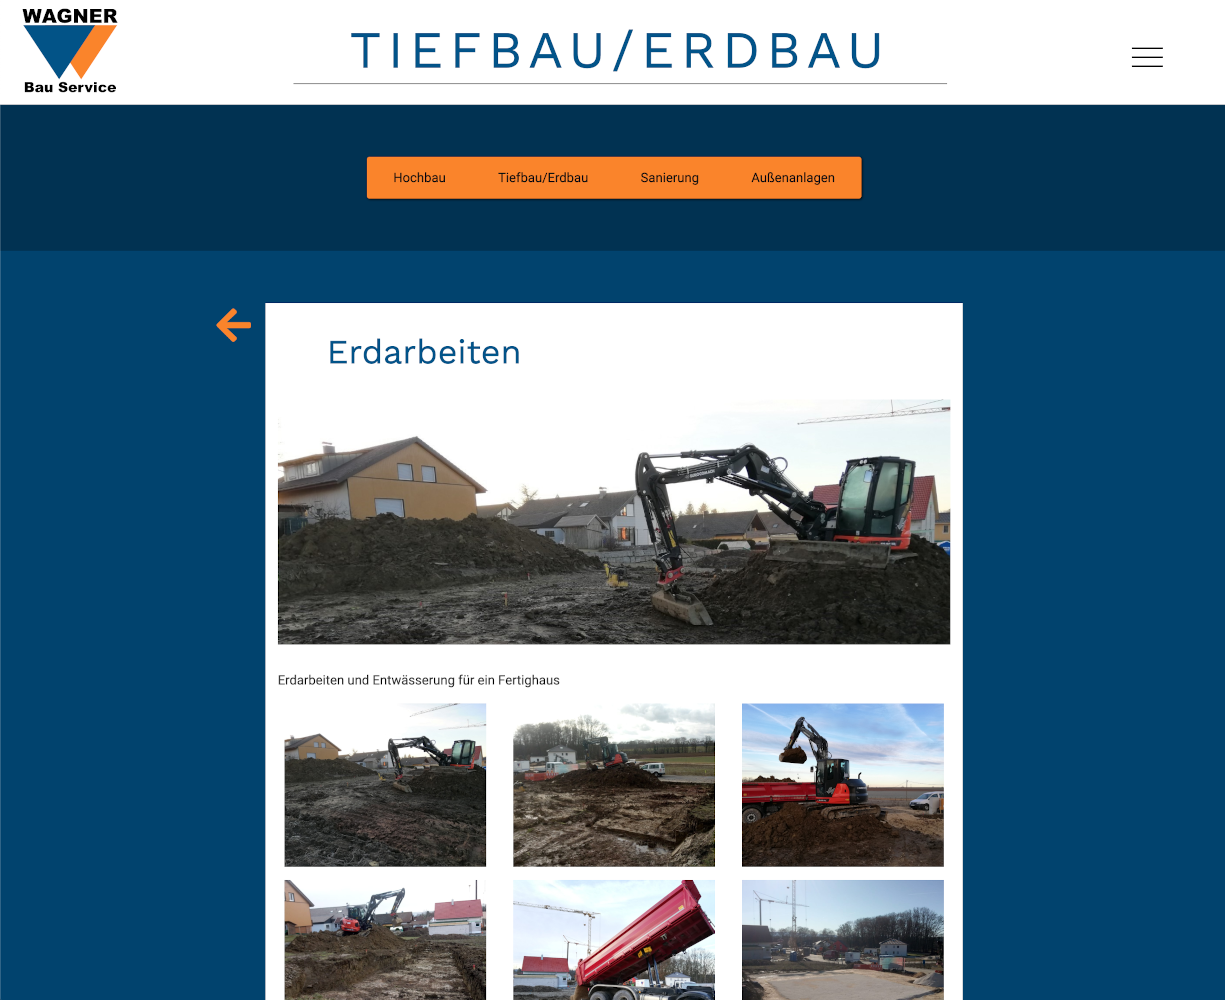 WAGNER
Bau Service
TIEFBAU/ERDBAU
Hochbau
Tiefbau/Erdbau
Sanierung
Außenanlagen
Erdarbeiten
Erdarbeiten und Entwässerung für ein Fertighaus